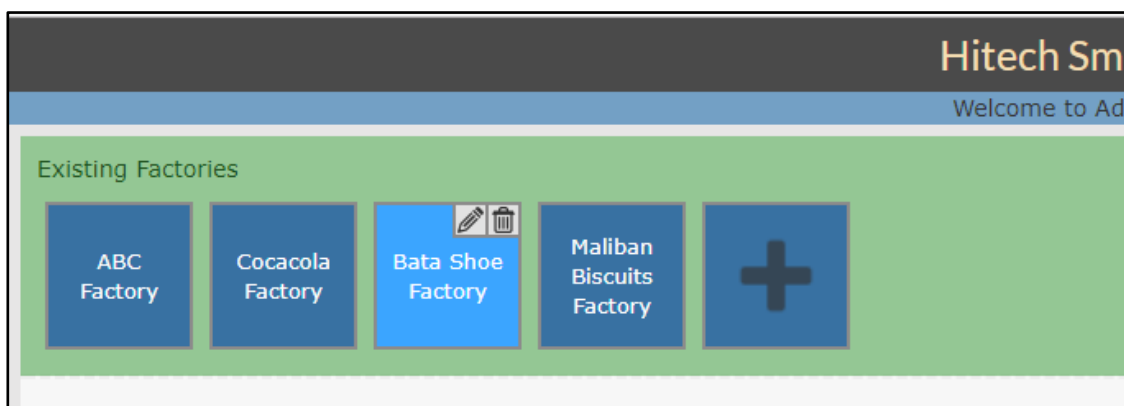 Hitech Sm
Welcome to Ad
Existing Factories
ABC
Factory
Cocacola
Factory
Bata Shoe
Factory
Maliban
Biscuits
Factory